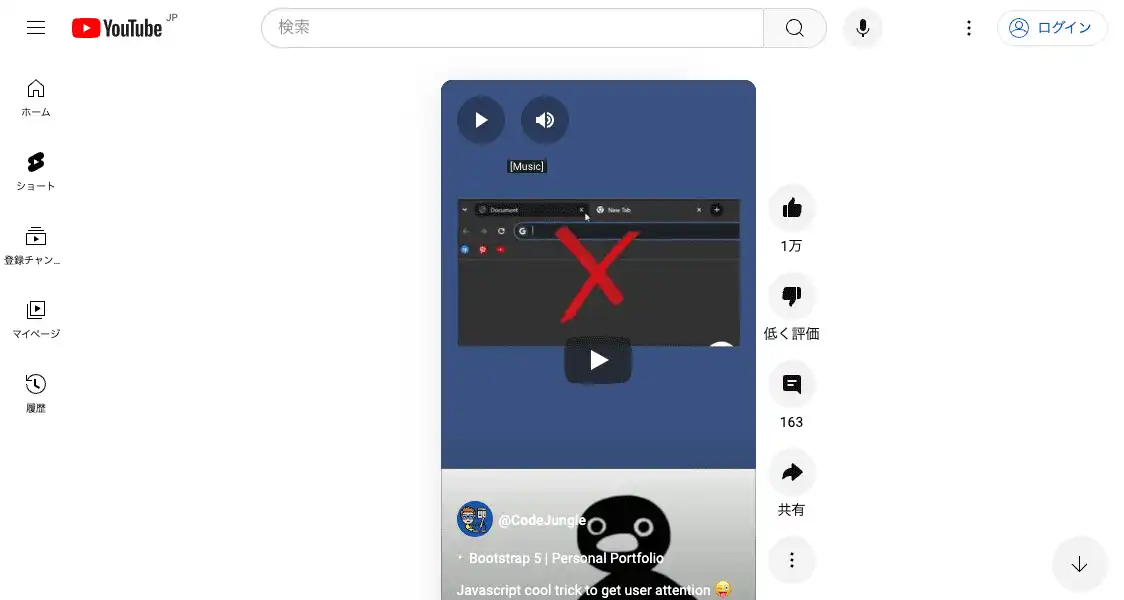 YouTube JP
検索
ログイン
ホーム
ショート
登録チャン...
マイページ
履歴
[Music]
Document
New Tab
1万
低く評価
163
共有
@CodeJungle
Bootstrap 5 | Personal Portfolio
Javascript cool trick to get user attention 😜